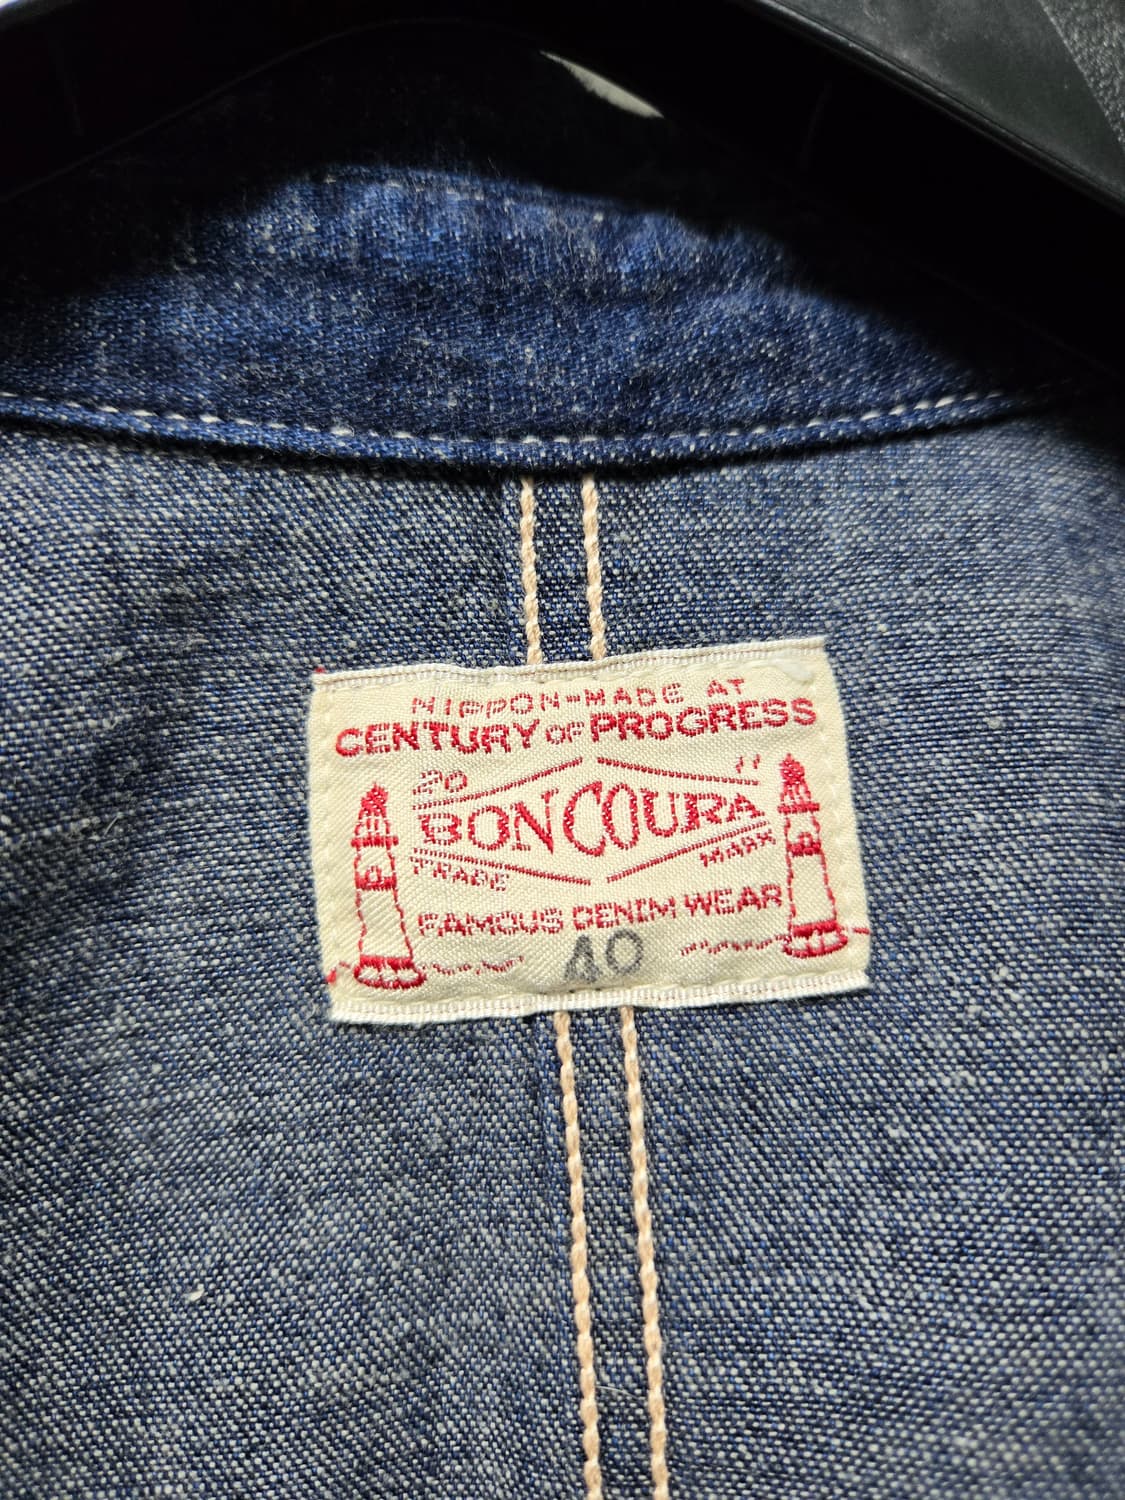 NIPPON-MADE AT
CENTURY OF PROGRESS
20 11
BONCOURA
TRADE MARK
FAMOUS DENIM WEAR
40